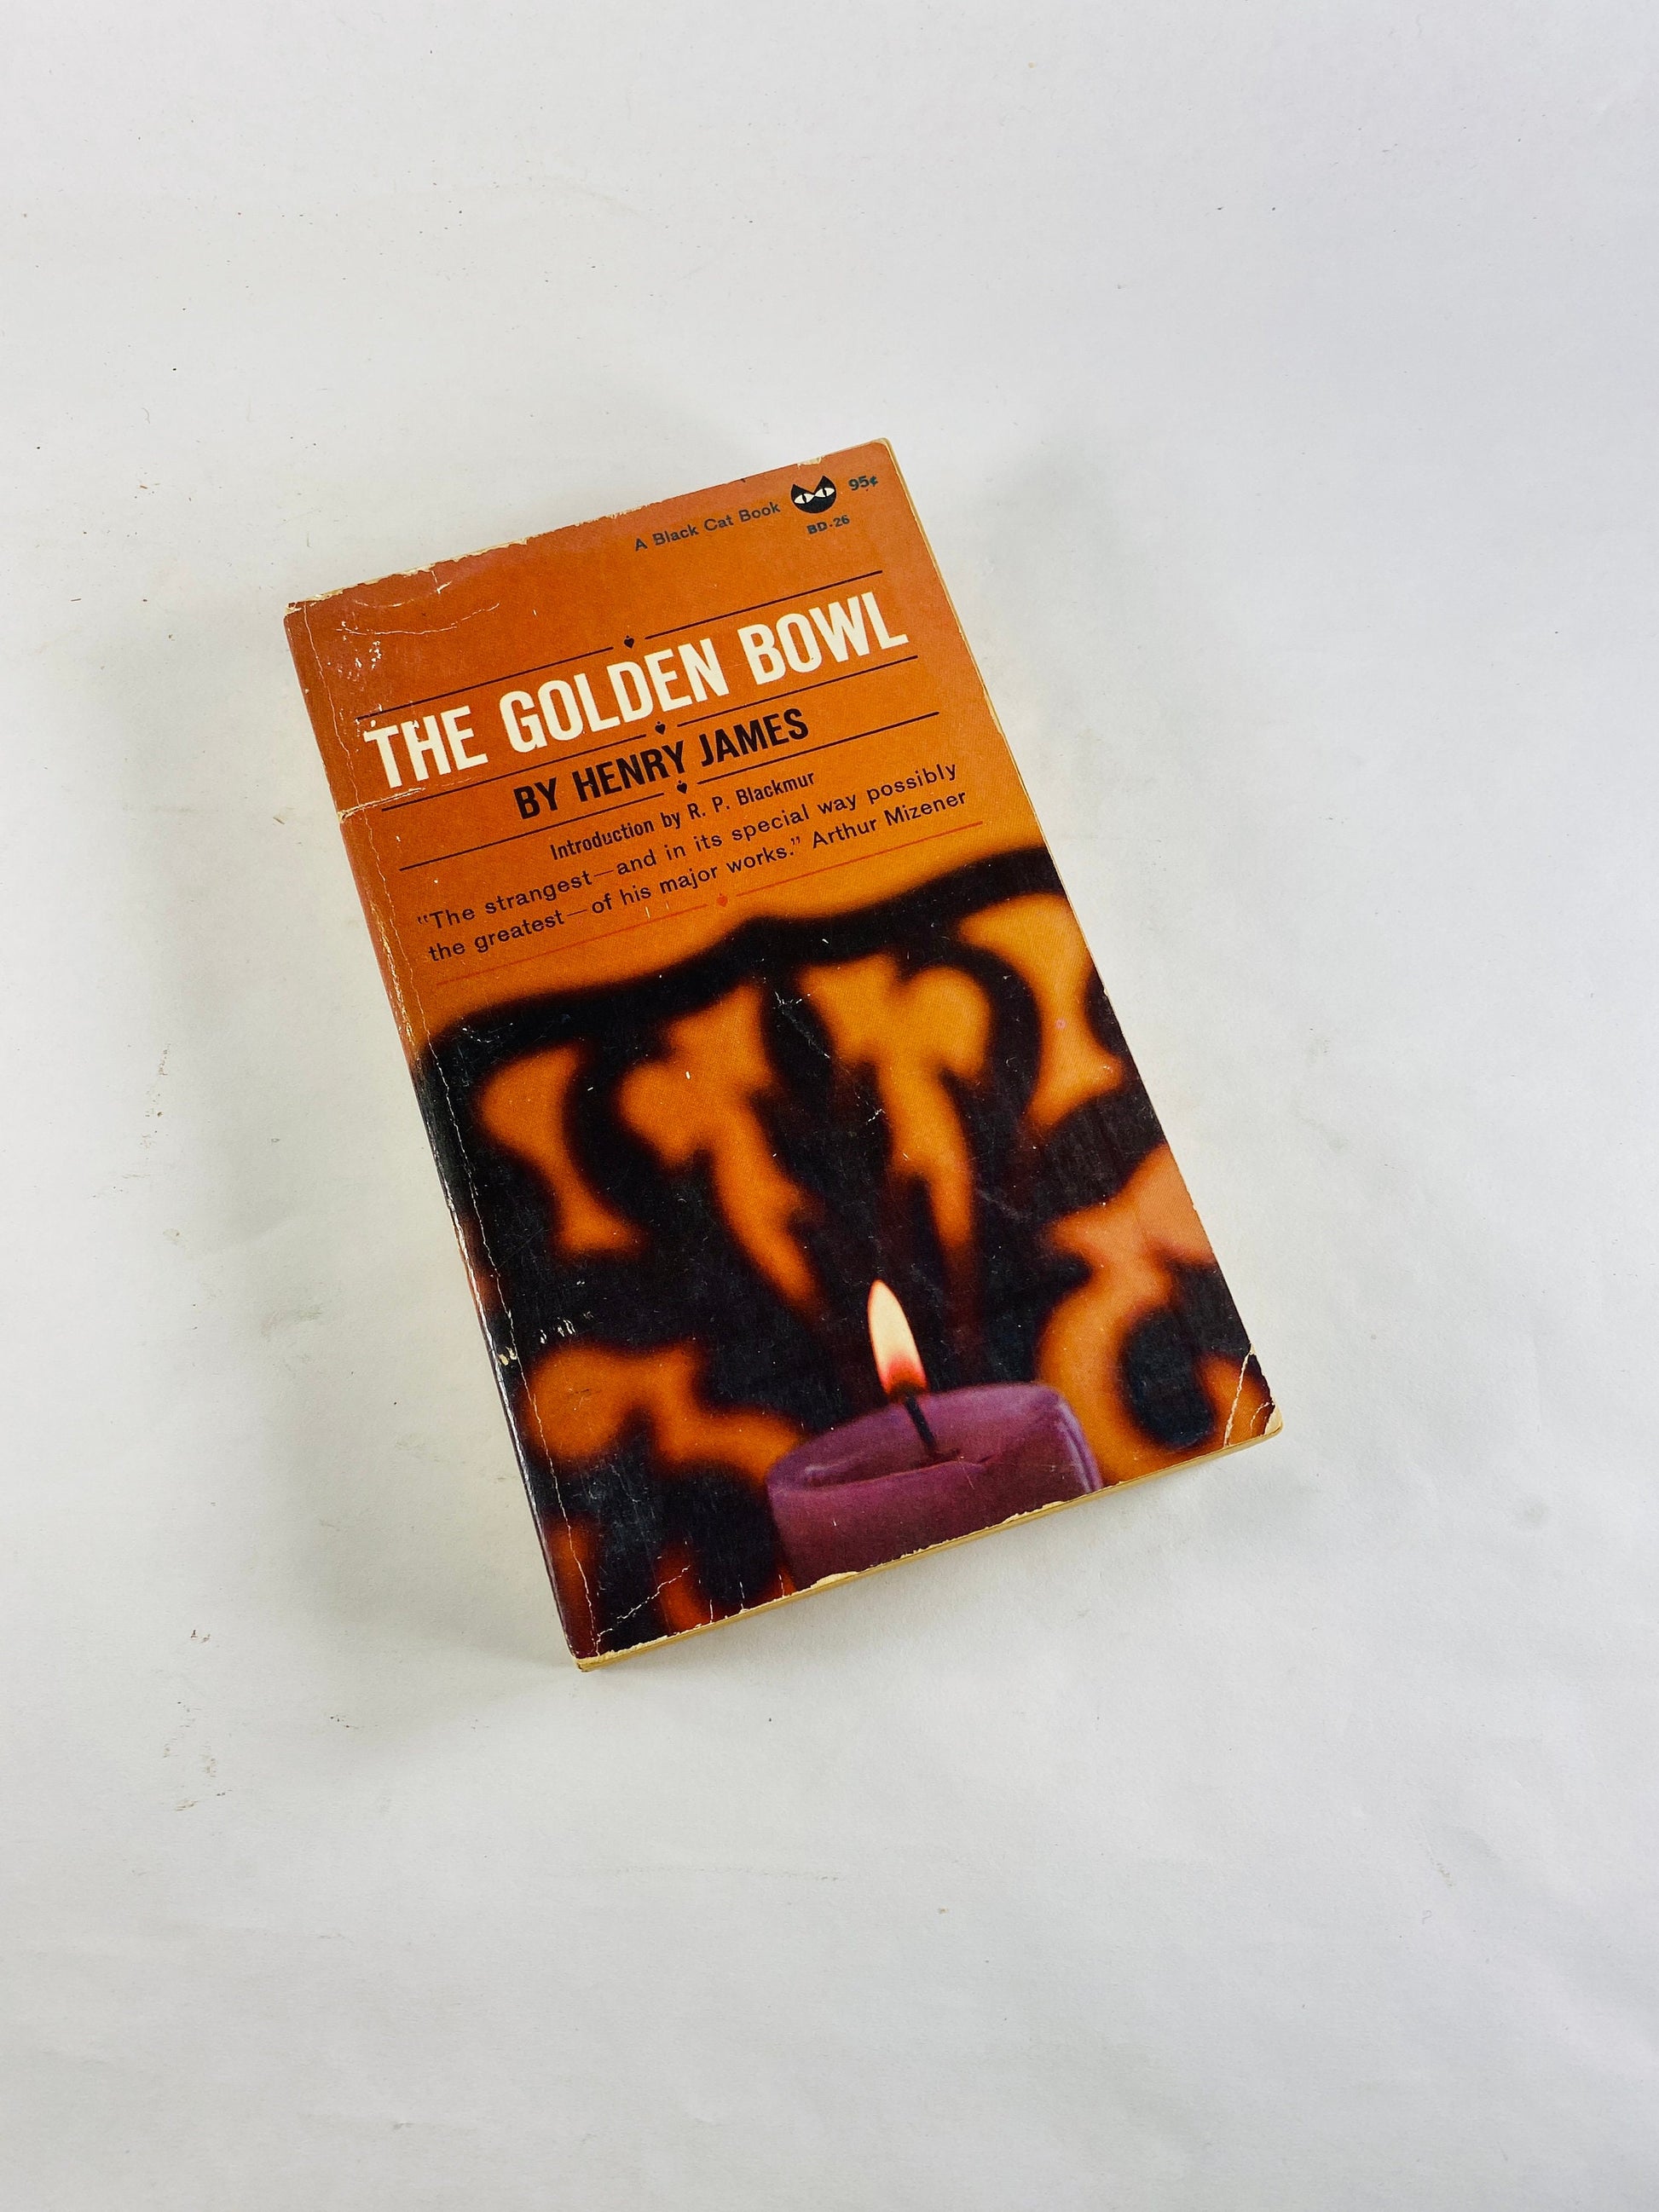 A Black Cat Book 95¢
BD-26
THE GOLDEN BOWL
BY HENRY JAMES
Introduction by R. P. Blackmur
"The strangest—and in its special way possibly
the greatest—of his major works." Arthur Mizener